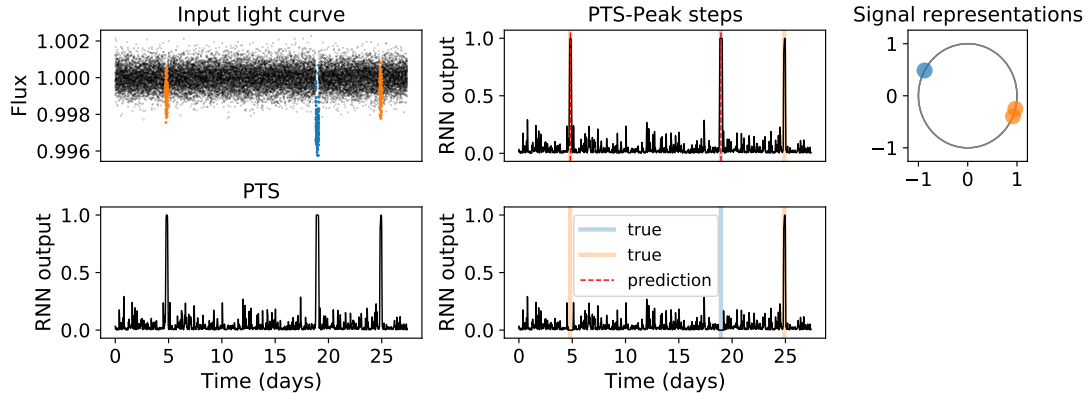 Input light curve
PTS-Peak steps
Signal representations
Flux
1.002
1.000
0.998
0.996
RNN output
1.0
0.5
0.0
1
0
−1
−1 0 1
PTS
RNN output
1.0
0.5
0.0
0 5 10 15 20 25
Time (days)
RNN output
1.0
0.5
0.0
true
true
prediction
0 5 10 15 20 25
Time (days)